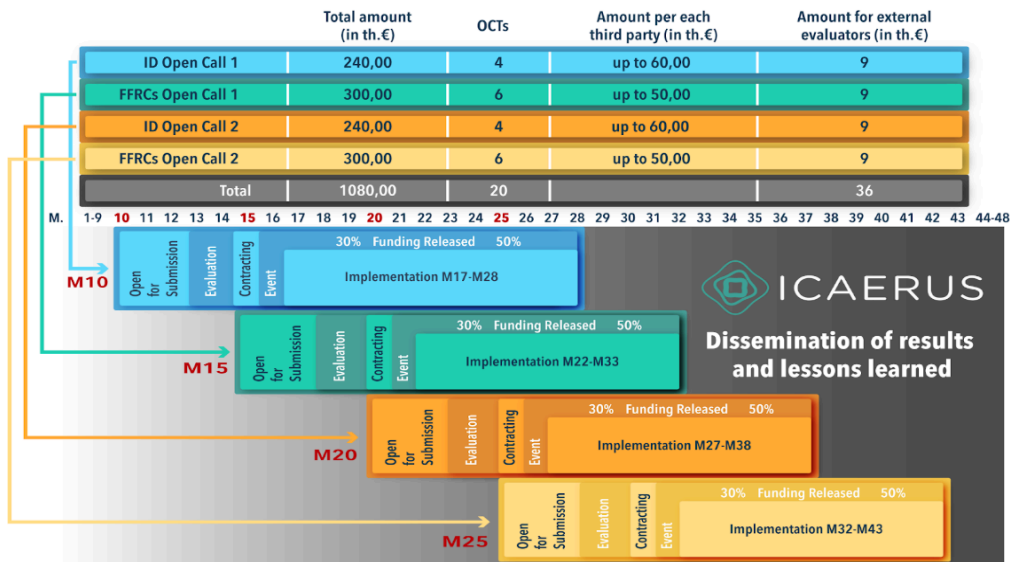 Total amount
(in th.€)
OCTs
Amount per each
third party (in th.€)
Amount for external
evaluators (in th.€)
ID Open Call 1 240,00 4 up to 60,00 9
FFRCs Open Call 1 300,00 6 up to 50,00 9
ID Open Call 2 240,00 4 up to 60,00 9
FFRCs Open Call 2 300,00 6 up to 50,00 9
Total 1080,00 20 36
M. 1-9 10 11 12 13 14 15 16 17 18 19 20 21 22 23 24 25 26 27 28 29 30 31 32 33 34 35 36 37 38 39 40 41 42 43 44-48
M10
Open
for
Submission
Evaluation
Contracting
Event
30% Funding Released 50%
Implementation M17-M28
ICAERUS
Dissemination of results
and lessons learned
M15
Open
for
Submission
Evaluation
Contracting
Event
30% Funding Released 50%
Implementation M22-M33
M20
Open
for
Submission
Evaluation
Contracting
Event
30% Funding Released 50%
Implementation M27-M38
M25
Open
for
Submission
Evaluation
Contracting
Event
30% Funding Released 50%
Implementation M32-M43